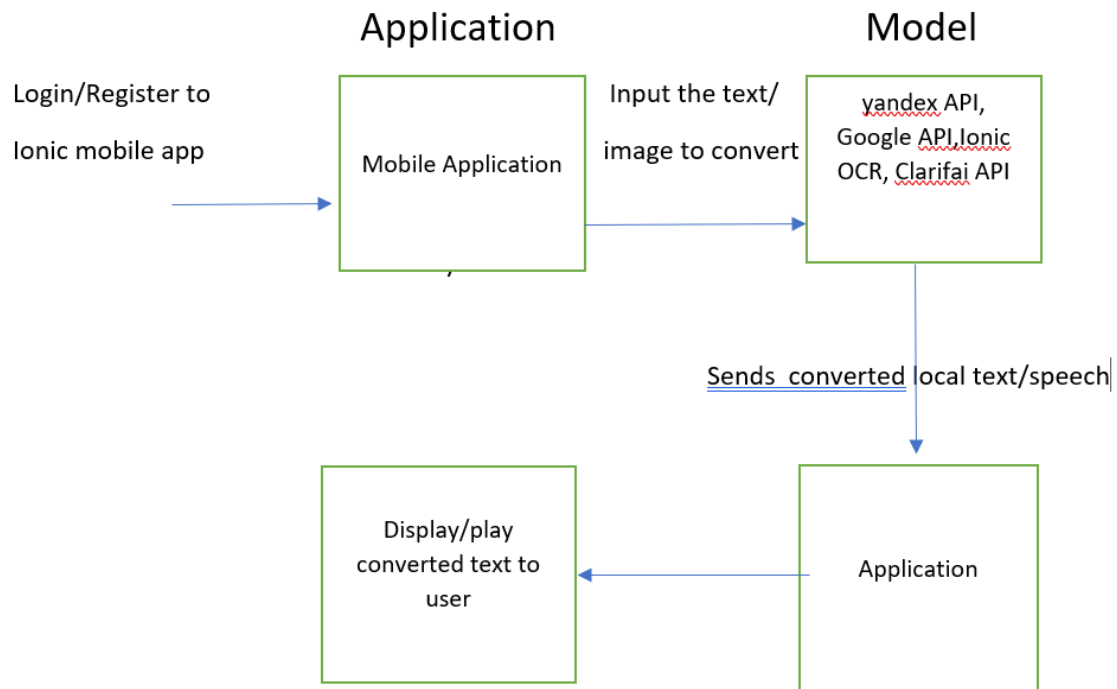 Application
Model
Login/Register to
Ionic mobile app
Mobile Application
Input the text/
image to convert
yandex API,
Google API,Ionic
OCR, Clarifai API
Sends  converted local text/speech
Display/play
converted text to
user
Application